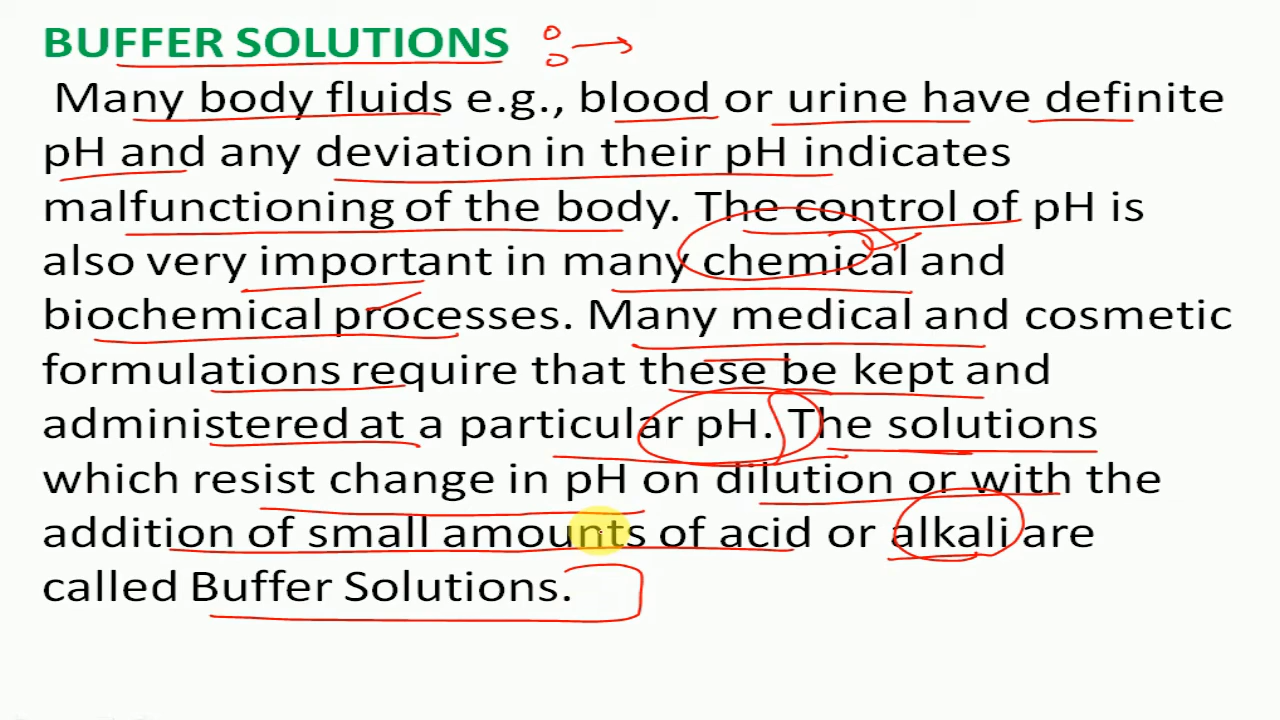 BUFFER SOLUTIONS
Many body fluids e.g., blood or urine have definite
pH and any deviation in their pH indicates
malfunctioning of the body. The control of pH is
also very important in many chemical and
biochemical processes. Many medical and cosmetic
formulations require that these be kept and
administered at a particular pH. The solutions
which resist change in pH on dilution or with the
addition of small amounts of acid or alkali are
called Buffer Solutions.